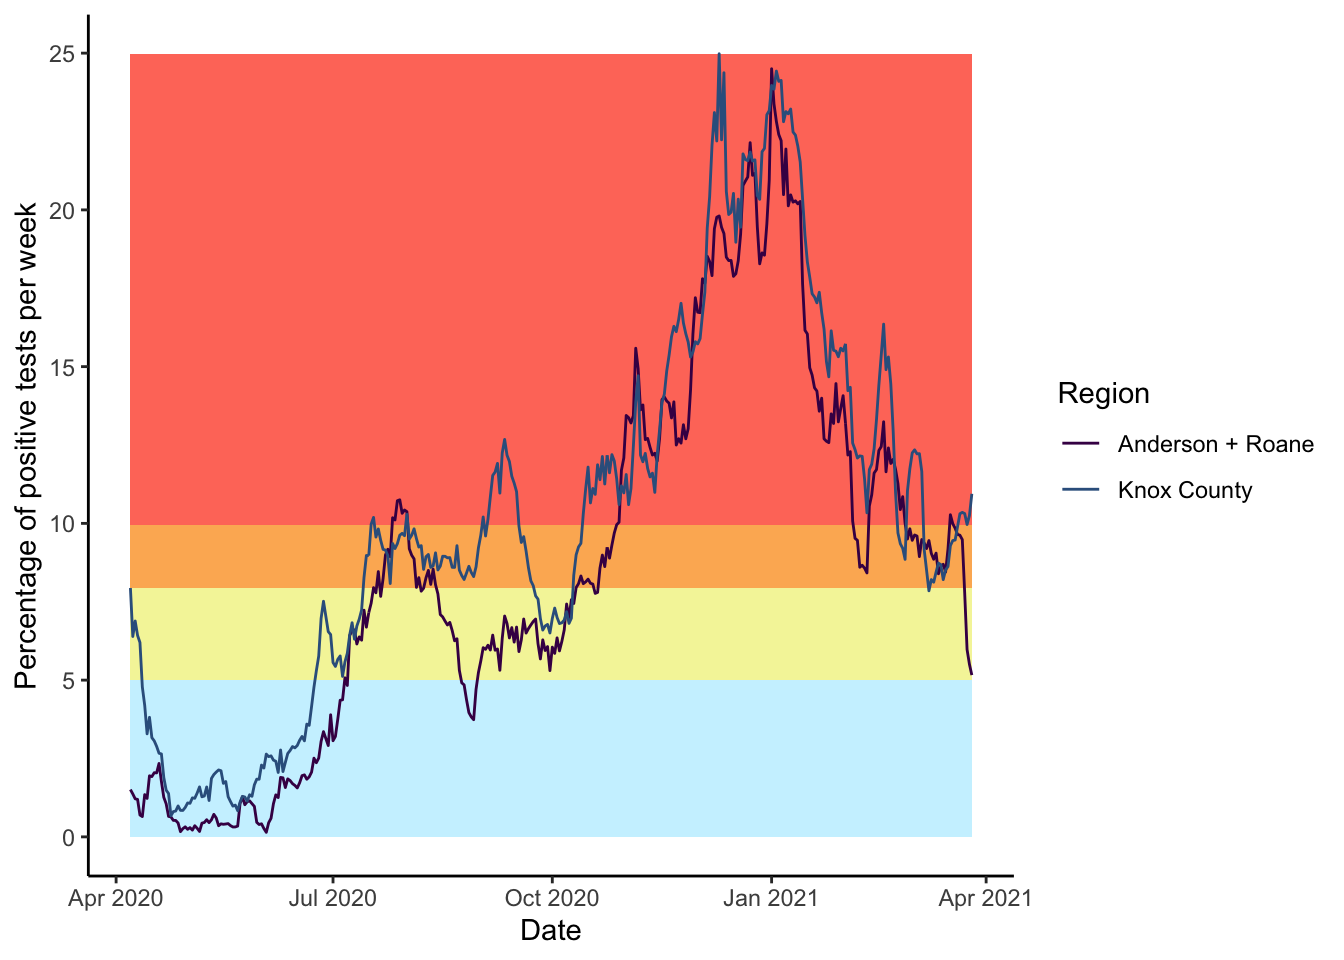 Percentage of positive tests per week
25
20
15
10
5
0
Apr 2020
Jul 2020
Oct 2020
Jan 2021
Apr 2021
Date
Region
Anderson + Roane
Knox County